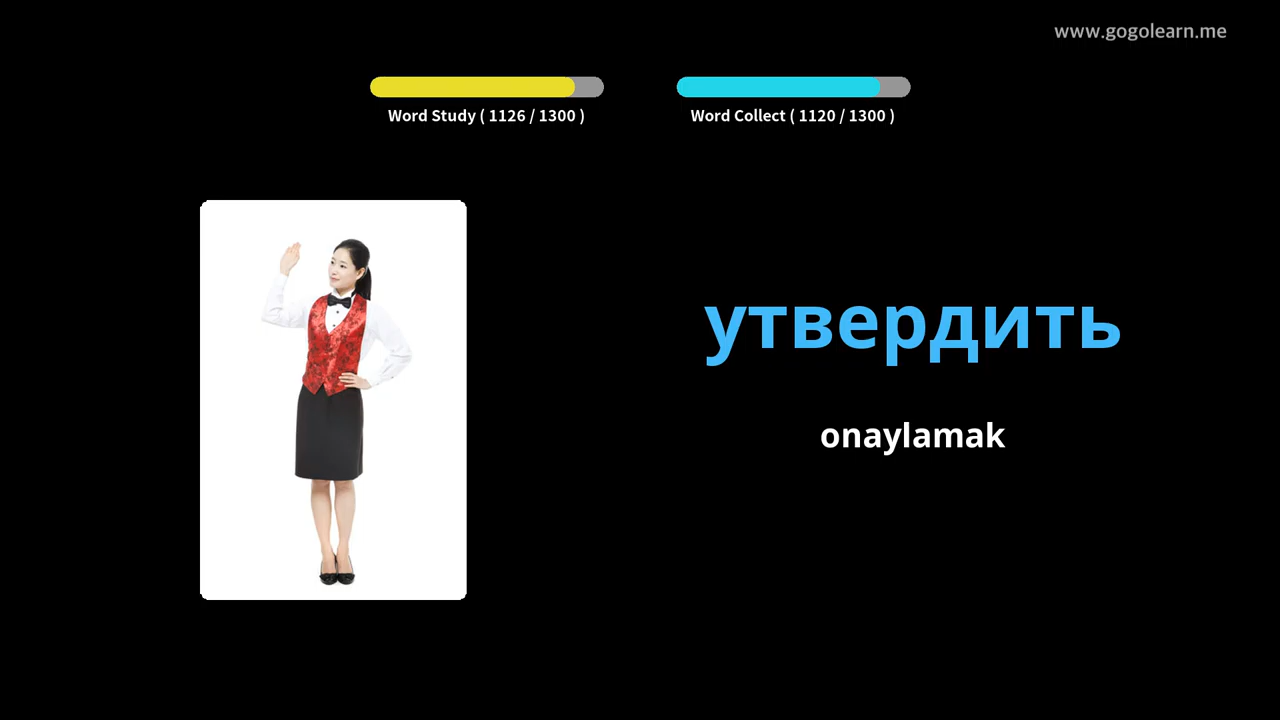 www.gogolearn.me
Word Study ( 1126 / 1300 )
Word Collect ( 1120 / 1300 )
утвердить
onaylamak